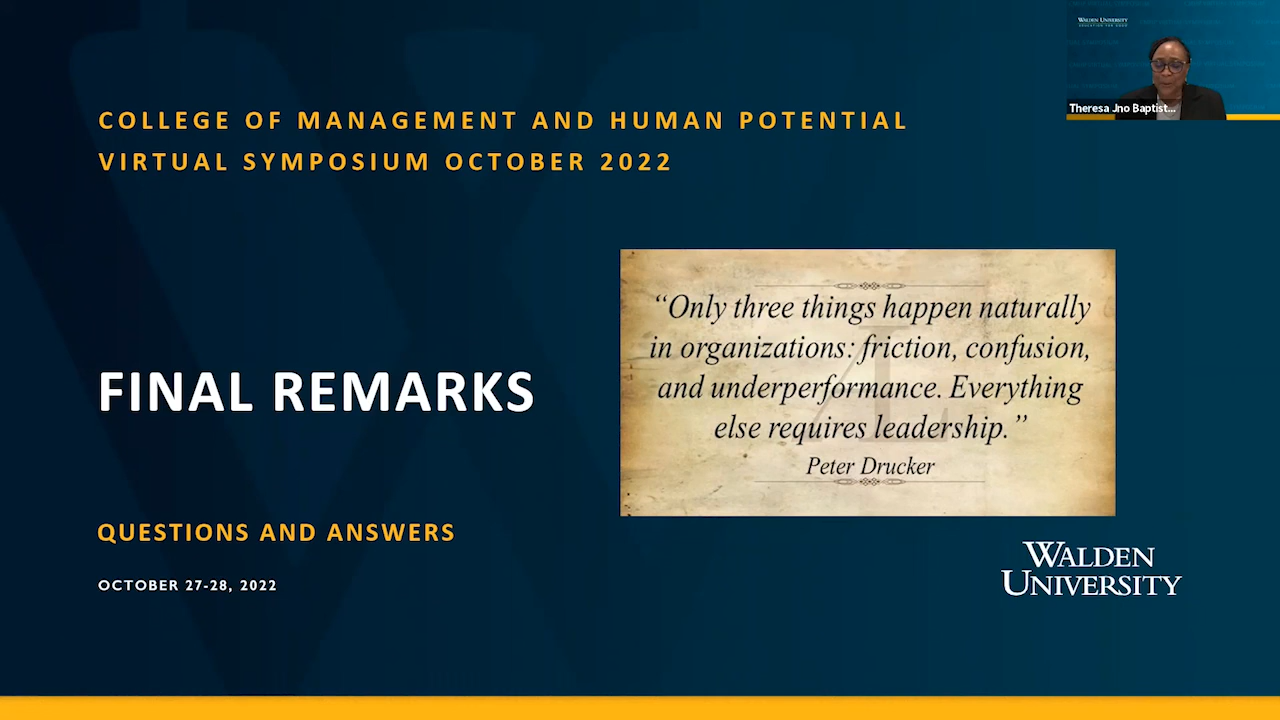 COLLEGE OF MANAGEMENT AND HUMAN POTENTIAL
VIRTUAL SYMPOSIUM OCTOBER 2022
WALDEN UNIVERSITY
Theresa Jno Baptist...
“Only three things happen naturally
in organizations: friction, confusion,
and underperformance. Everything
else requires leadership.”
Peter Drucker
FINAL REMARKS
QUESTIONS AND ANSWERS
OCTOBER 27-28, 2022
WALDEN
UNIVERSITY